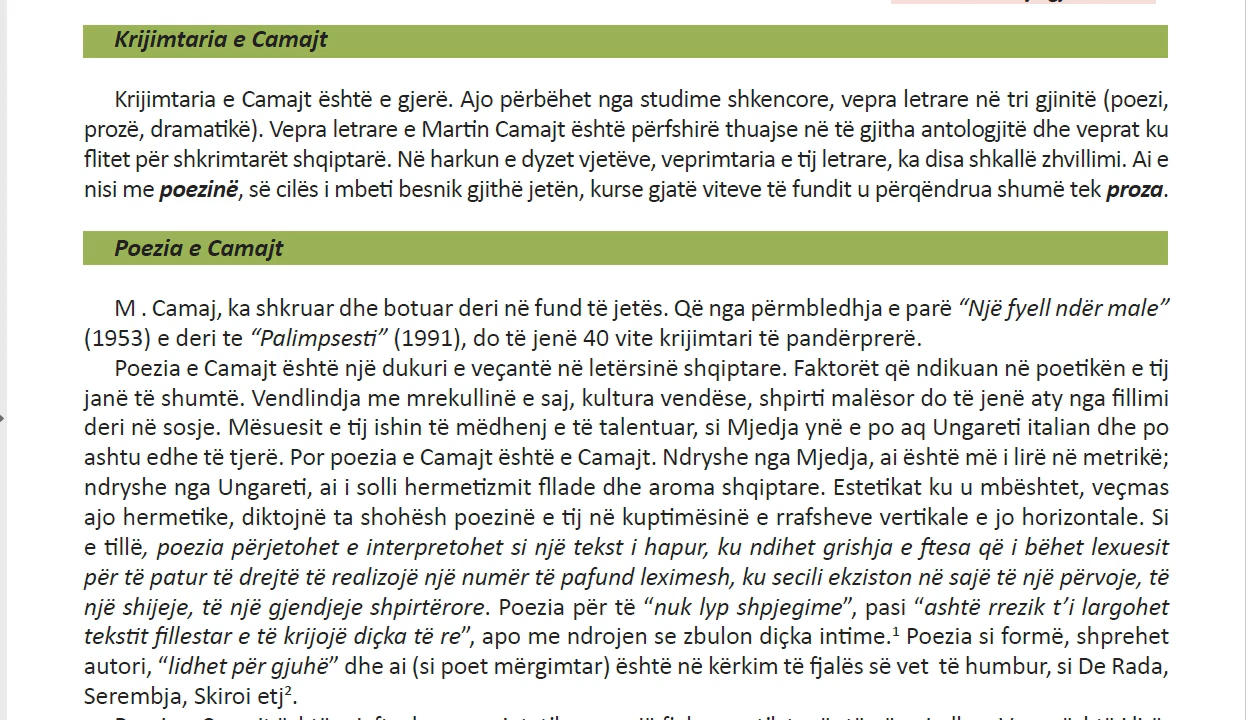 Krijimtaria e Camajt
Krijimtaria e Camajt është e gjerë. Ajo përbëhet nga studime shkencore, vepra letrare në tri gjinitë (poezi,
prozë, dramatikë). Vepra letrare e Martin Camajt është përfshirë thuajse në të gjitha antologjitë dhe veprat ku
flitet për shkrimtarët shqiptarë. Në harkun e dyzet vjetëve, veprimtaria e tij letrare, ka disa shkallë zhvillimi. Ai e
nisi me poezinë, së cilës i mbeti besnik gjithë jetën, kurse gjatë viteve të fundit u përqëndrua shumë tek proza.
Poezia e Camajt
M . Camaj, ka shkruar dhe botuar deri në fund të jetës. Që nga përmbledhja e parë “Një fyell ndër male”
(1953) e deri te “Palimpsesti” (1991), do të jenë 40 vite krijimtari të pandërprerë.
Poezia e Camajt është një dukuri e veçantë në letërsinë shqiptare. Faktorët që ndikuan në poetikën e tij
janë të shumtë. Vendlindja me mrekullinë e saj, kultura vendëse, shpirti malësor do të jenë aty nga fillimi
deri në sosje. Mësuesit e tij ishin të mëdhenj e të talentuar, si Mjedja ynë e po aq Ungareti italian dhe po
ashtu edhe të tjerë. Por poezia e Camajt është e Camajt. Ndryshe nga Mjedja, ai është më i lirë në metrikë;
ndryshe nga Ungareti, ai i solli hermetizmit fllade dhe aroma shqiptare. Estetikat ku u mbështet, veçmas
ajo hermetike, diktojnë ta shohësh poezinë e tij në kuptimësinë e rrafsheve vertikale e jo horizontale. Si
e tillë, poezia përjetohet e interpretohet si një tekst i hapur, ku ndihet grishja e ftesa që i bëhet lexuesit
për të patur të drejtë të realizojë një numër të pafund leximesh, ku secili ekziston në sajë të një përvoje, të
një shijeje, të një gjendjeje shpirtërore. Poezia për të “nuk lyp shpjegime”, pasi “ashtë rrezik t’i largohet
tekstit fillestar e të krijojë diçka të re”, apo me ndrojen se zbulon diçka intime.¹ Poezia si formë, shprehet
autori, “lidhet për gjuhë” dhe ai (si poet mërgimtar) është në kërkim të fjalës së vet të humbur, si De Rada,
Serembja, Skiroi etj².